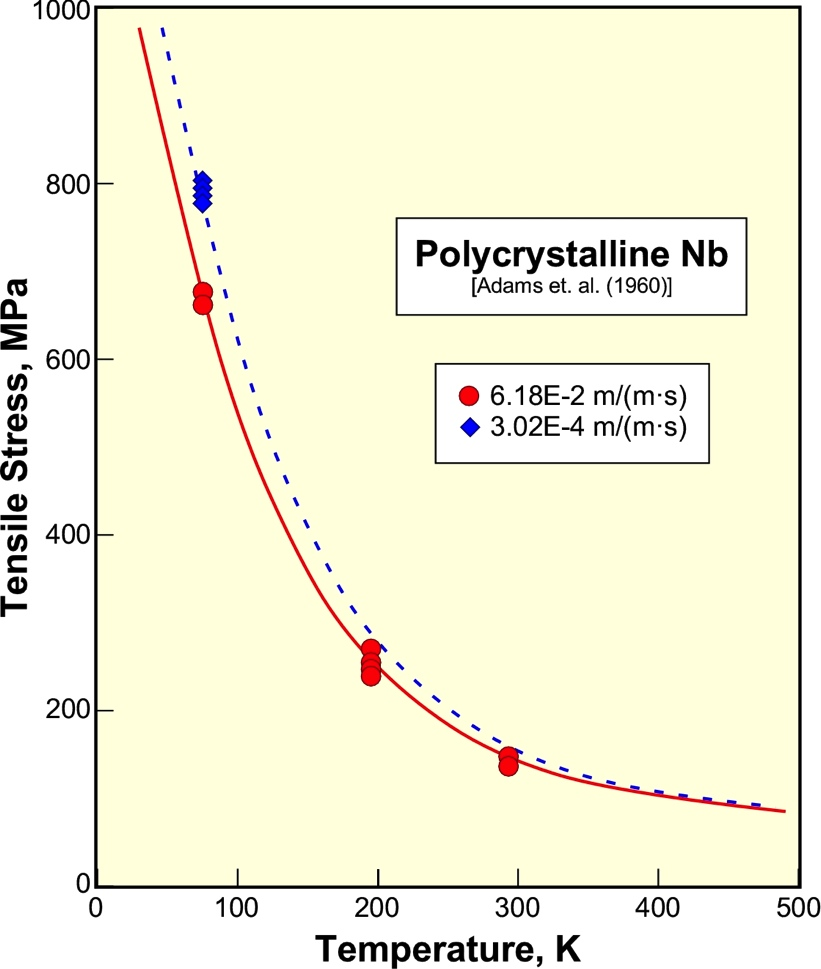 1000
800
600
400
200
0
Tensile Stress, MPa
Polycrystalline Nb
[Adams et. al. (1960)]
6.18E-2 m/(m·s)
3.02E-4 m/(m·s)
0 100 200 300 400 500
Temperature, K